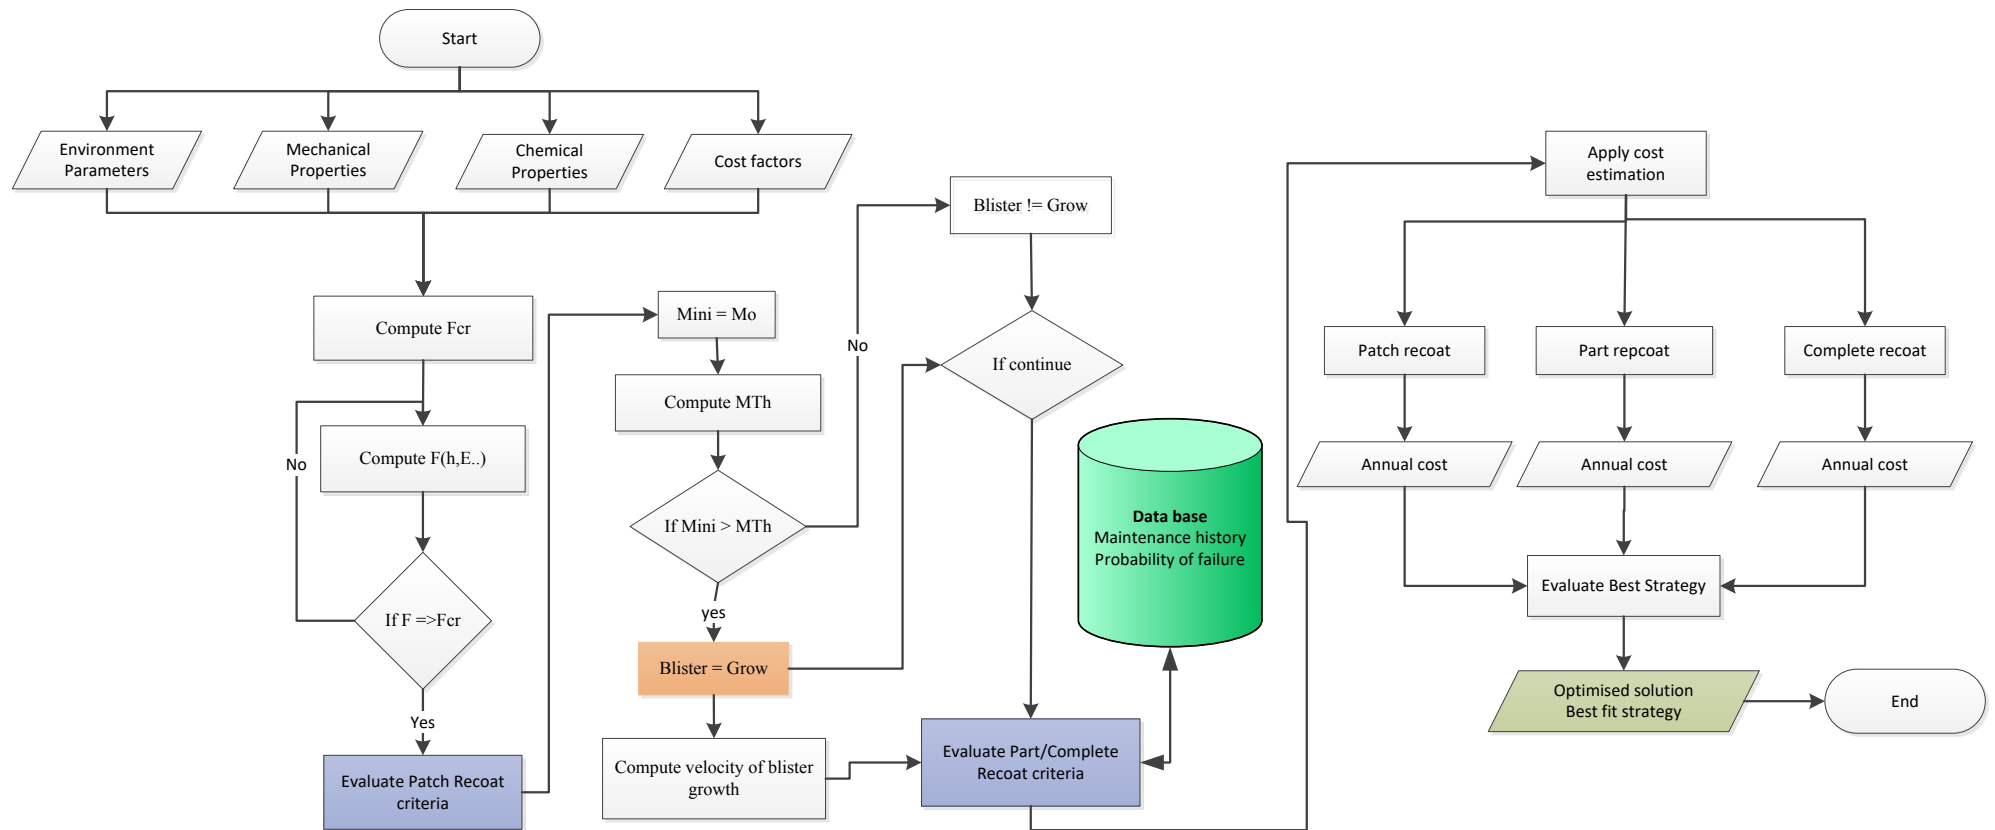 Start
Environment
Parameters
Mechanical
Properties
Chemical
Properties
Cost factors
Compute Fcr
Compute F(h,E..)
No
If F =>Fcr
Yes
Evaluate Patch Recoat
criteria
Mini = Mo
Compute MTh
If Mini > MTh
No
yes
Blister = Grow
Compute velocity of blister
growth
Blister != Grow
If continue
Data base
Maintenance history
Probability of failure
Evaluate Part/Complete
Recoat criteria
Apply cost
estimation
Patch recoat
Part repcoat
Complete recoat
Annual cost
Annual cost
Annual cost
Evaluate Best Strategy
Optimised solution
Best fit strategy
End